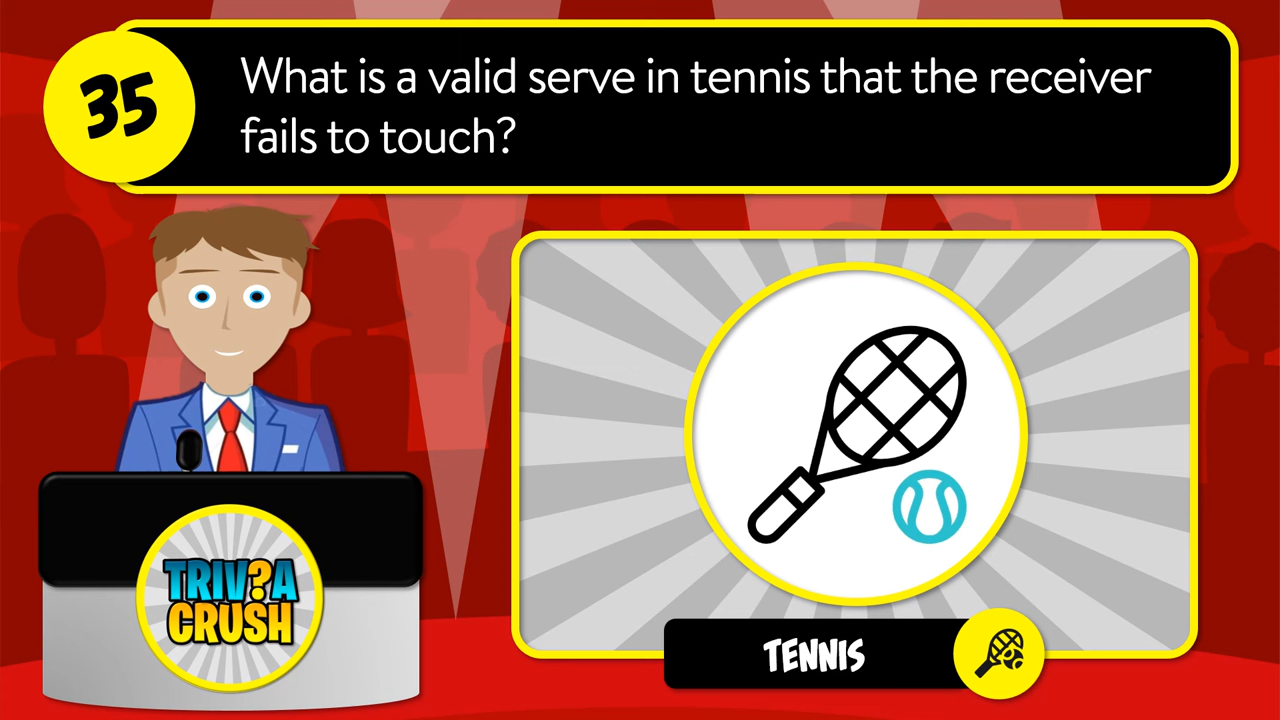 35
What is a valid serve in tennis that the receiver
fails to touch?
TRIV?A
CRUSH
TENNIS